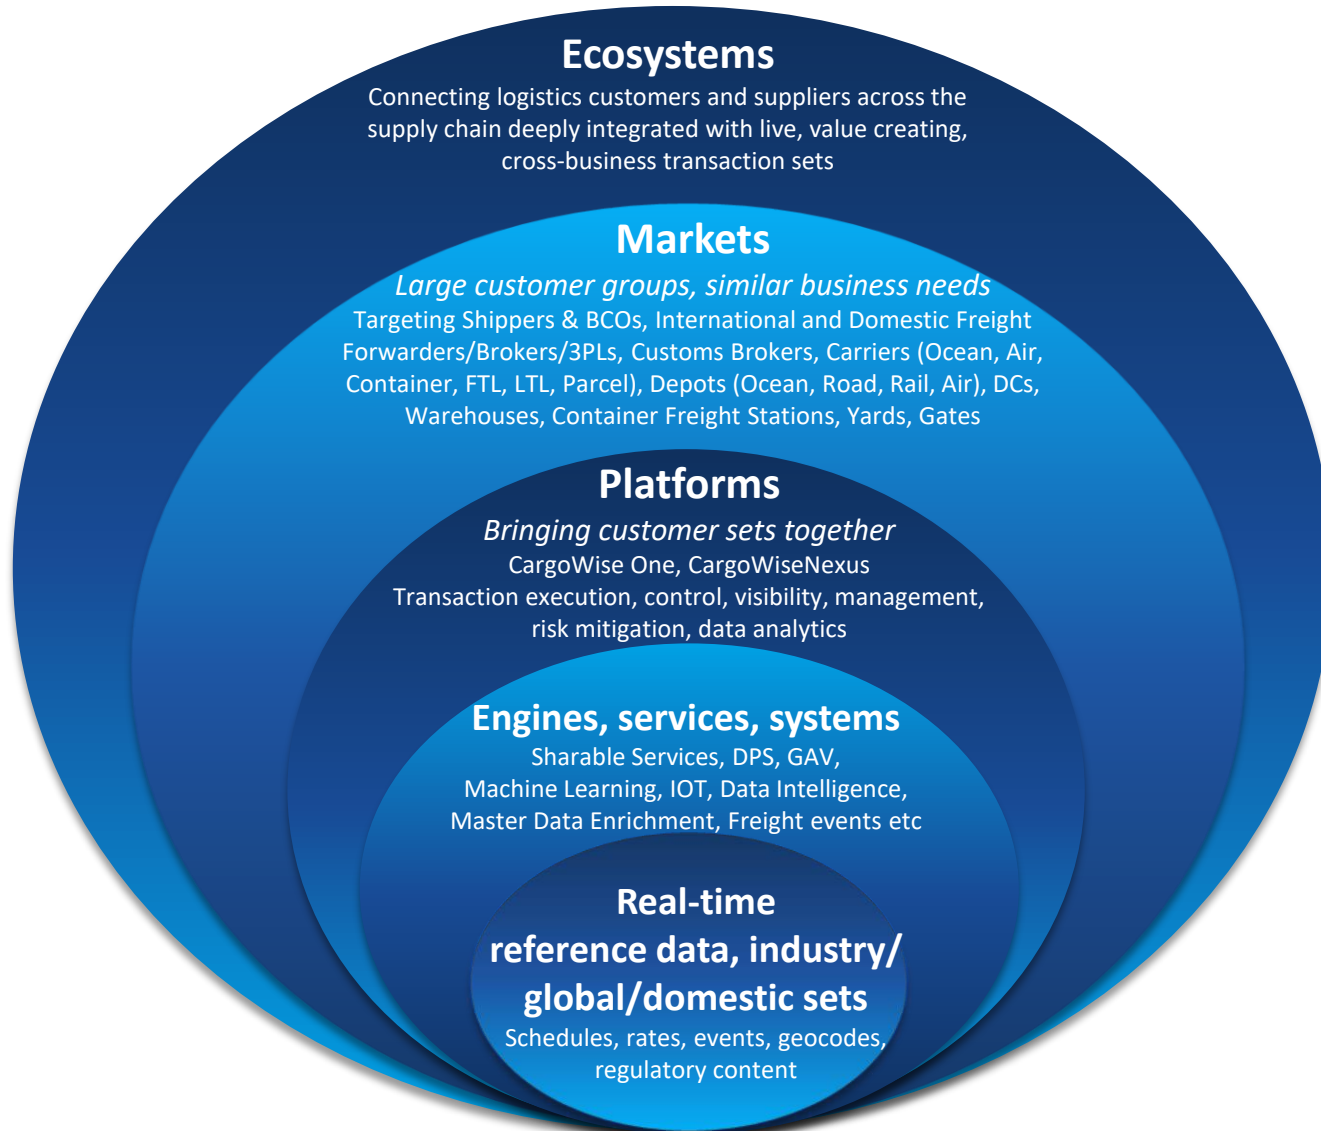 Ecosystems
Connecting logistics customers and suppliers across the
supply chain deeply integrated with live, value creating,
cross-business transaction sets
Markets
Large customer groups, similar business needs
Targeting Shippers & BCOs, International and Domestic Freight
Forwarders/Brokers/3PLs, Customs Brokers, Carriers (Ocean, Air,
Container, FTL, LTL, Parcel), Depots (Ocean, Road, Rail, Air), DCs,
Warehouses, Container Freight Stations, Yards, Gates
Platforms
Bringing customer sets together
CargoWise One, CargoWiseNexus
Transaction execution, control, visibility, management,
risk mitigation, data analytics
Engines, services, systems
Sharable Services, DPS, GAV,
Machine Learning, IOT, Data Intelligence,
Master Data Enrichment, Freight events etc
Real-time
reference data, industry/
global/domestic sets
Schedules, rates, events, geocodes,
regulatory content